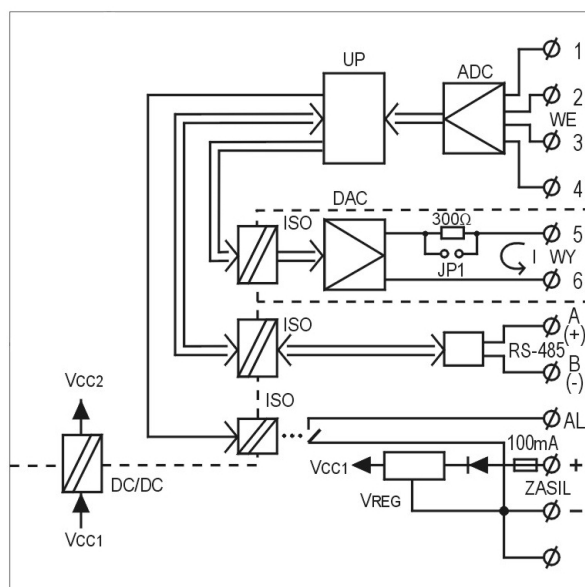 UP
ADC
1
2
WE
3
4
DAC
ISO
300Ω
5
JP1
I WY
6
ISO
A
(+)
RS-485
B
(-)
VCC2
ISO
AL
100mA
VCC1
+
ZASIL
DC/DC
VREG
-
VCC1